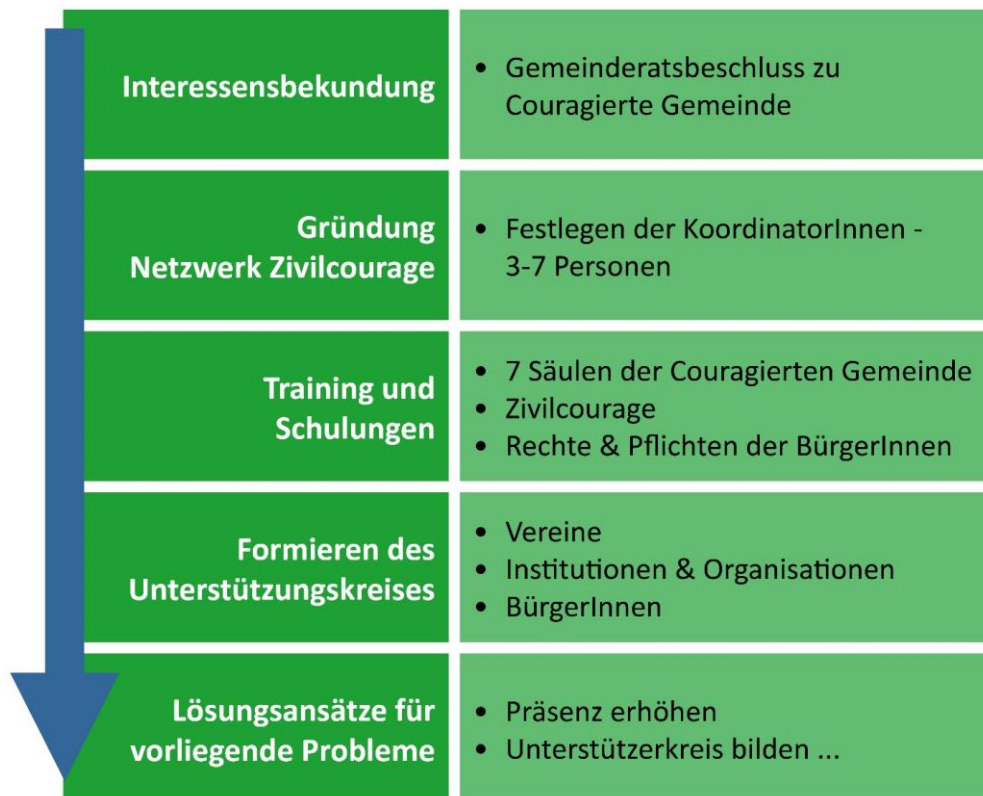 Interessensbekundung
• Gemeinderatsbeschluss zu
Couragierte Gemeinde
Gründung
Netzwerk Zivilcourage
• Festlegen der KoordinatorInnen -
3-7 Personen
Training und
Schulungen
• 7 Säulen der Couragierten Gemeinde
• Zivilcourage
• Rechte & Pflichten der BürgerInnen
Formieren des
Unterstützungskreises
• Vereine
• Institutionen & Organisationen
• BürgerInnen
Lösungsansätze für
vorliegende Probleme
• Präsenz erhöhen
• Unterstützerkreis bilden ...